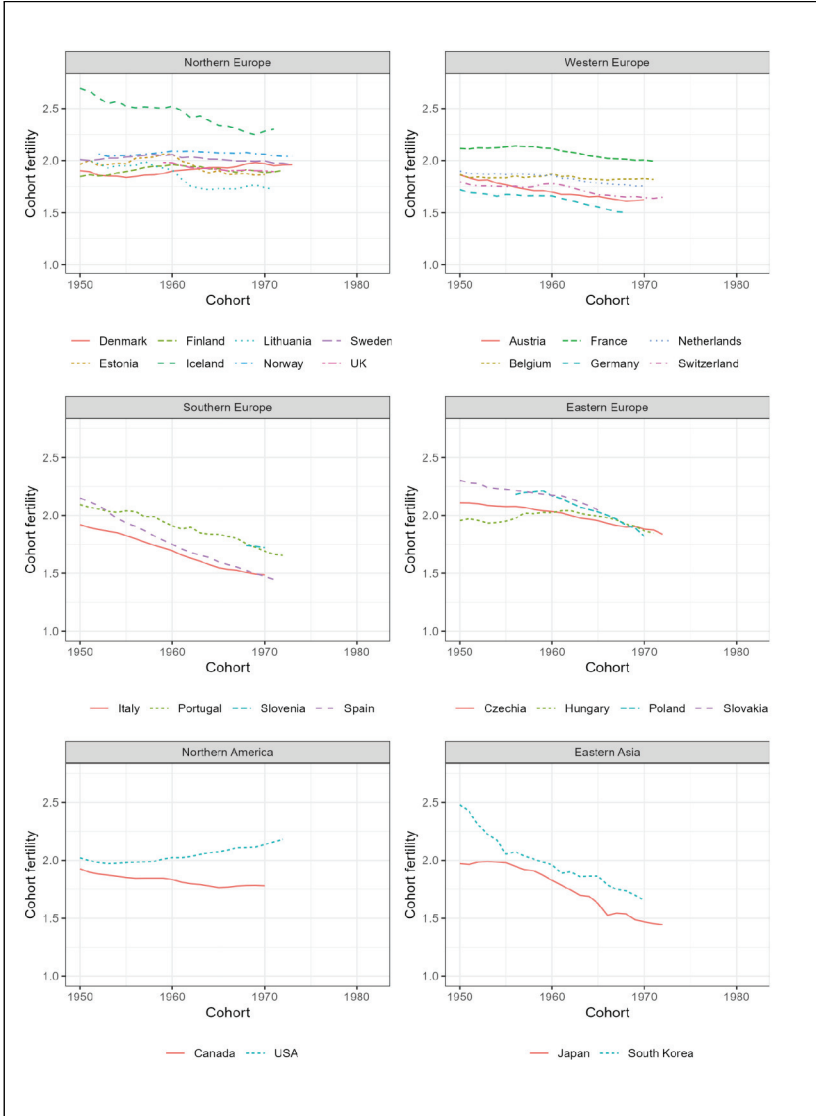 Northern Europe
Western Europe
Cohort fertility
2.5
2.0
1.5
1.0
1950
1960
1970
1980
Cohort
Cohort fertility
2.5
2.0
1.5
1.0
1950
1960
1970
1980
Cohort
Denmark Finland Lithuania Sweden
Estonia Iceland Norway UK
Austria France Netherlands
Belgium Germany Switzerland
Southern Europe
Eastern Europe
Cohort fertility
2.5
2.0
1.5
1.0
1950
1960
1970
1980
Cohort
Cohort fertility
2.5
2.0
1.5
1.0
1950
1960
1970
1980
Cohort
Italy Portugal Slovenia Spain
Czechia Hungary Poland Slovakia
Northern America
Eastern Asia
Cohort fertility
2.5
2.0
1.5
1.0
1950
1960
1970
1980
Cohort
Cohort fertility
2.5
2.0
1.5
1.0
1950
1960
1970
1980
Cohort
Canada USA
Japan South Korea